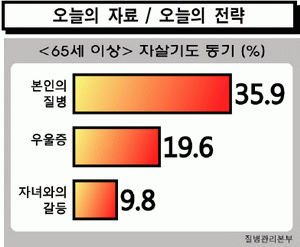 오늘의 자료 / 오늘의 전략
<65세 이상> 자살기도 동기 (%)
본인의
질병
35.9
우울증
19.6
자녀와의
갈등
9.8
질병관리본부